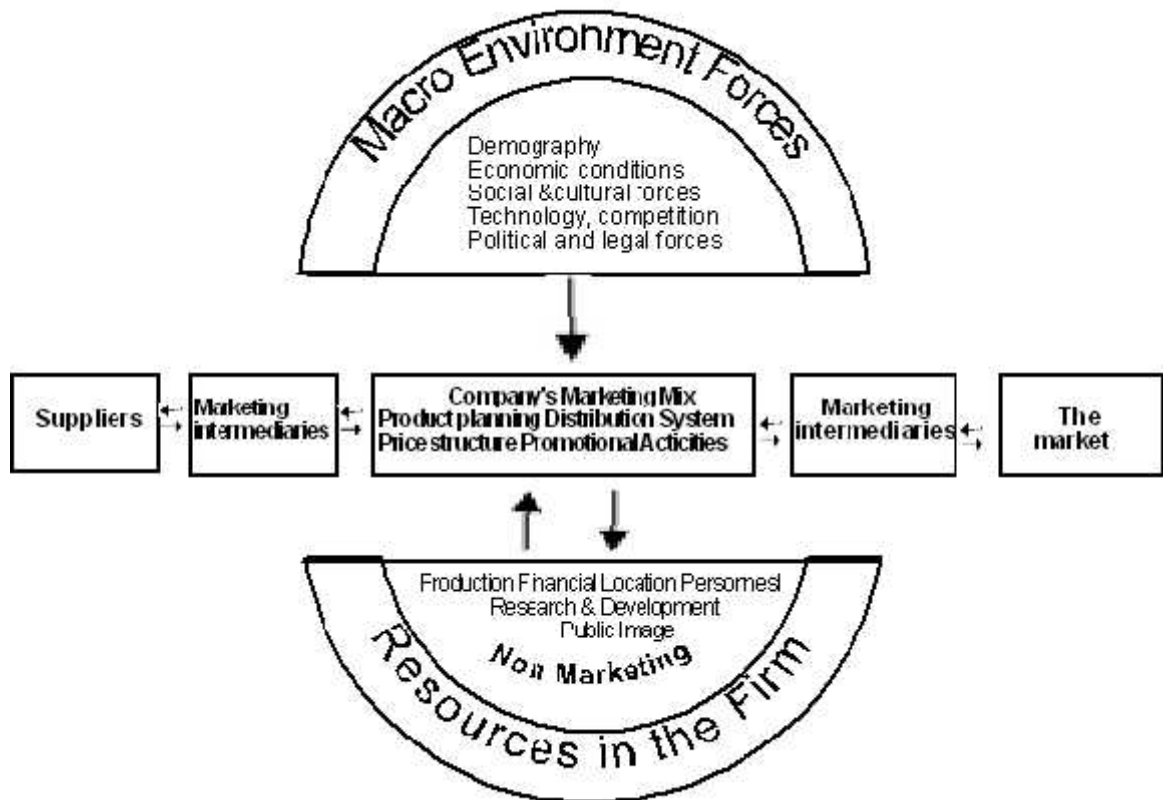 Macro Environment Forces
Demography
Economic conditions
Social &cultural forces
Technology, competition
Political and legal forces
Suppliers
Marketing
intermediaries
Company's Marketing Mix
Product planning Distribution System
Price structure Promotional Acticities
Marketing
intermediaries
The
market
Production Financial Location Persornesl
Research & Development
Public Image
Non Marketing
Resources in the Firm